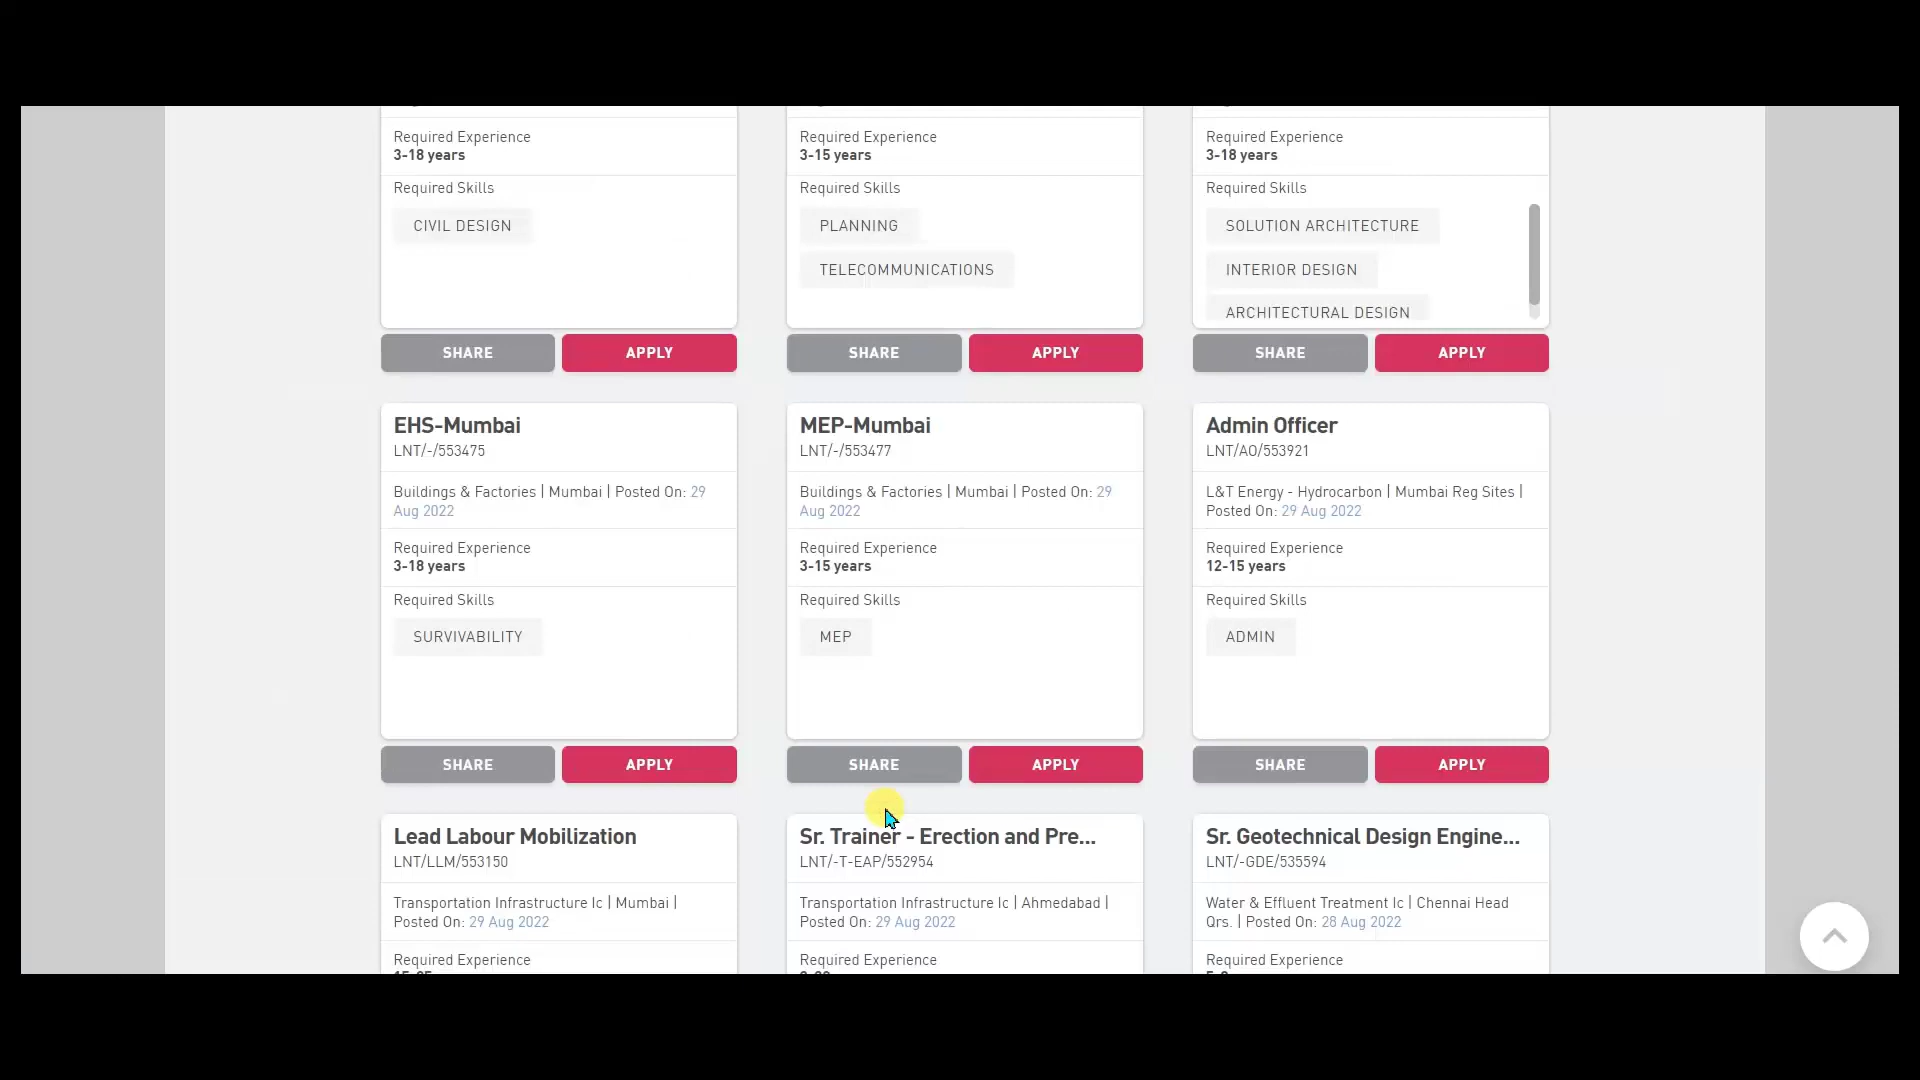 Required Experience
3-18 years
Required Skills
CIVIL DESIGN
SHARE
APPLY
Required Experience
3-15 years
Required Skills
PLANNING
TELECOMMUNICATIONS
SHARE
APPLY
Required Experience
3-18 years
Required Skills
SOLUTION ARCHITECTURE
INTERIOR DESIGN
ARCHITECTURAL DESIGN
SHARE
APPLY
EHS-Mumbai
LNT/-/553475
Buildings & Factories | Mumbai | Posted On: 29
Aug 2022
Required Experience
3-18 years
Required Skills
SURVIVABILITY
SHARE
APPLY
MEP-Mumbai
LNT/-/553477
Buildings & Factories | Mumbai | Posted On: 29
Aug 2022
Required Experience
3-15 years
Required Skills
MEP
SHARE
APPLY
Admin Officer
LNT/AO/553921
L&T Energy - Hydrocarbon | Mumbai Reg Sites |
Posted On: 29 Aug 2022
Required Experience
12-15 years
Required Skills
ADMIN
SHARE
APPLY
Lead Labour Mobilization
LNT/LLM/553150
Transportation Infrastructure Ic | Mumbai |
Posted On: 29 Aug 2022
Required Experience
Sr. Trainer - Erection and Pre...
LNT/-T-EAP/552954
Transportation Infrastructure Ic | Ahmedabad |
Posted On: 29 Aug 2022
Required Experience
Sr. Geotechnical Design Engine...
LNT/-GDE/535594
Water & Effluent Treatment Ic | Chennai Head
Qrs. | Posted On: 28 Aug 2022
Required Experience